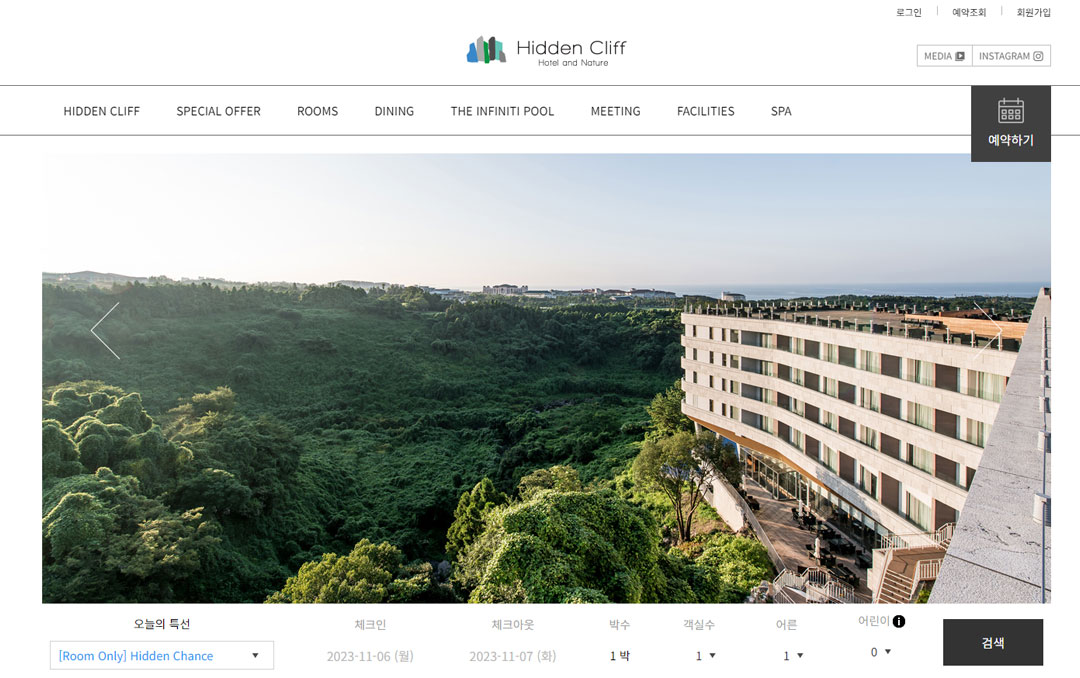 로그인 예약조회 회원가입
Hidden Cliff
Hotel and Nature
MEDIA INSTAGRAM
HIDDEN CLIFF SPECIAL OFFER ROOMS DINING THE INFINITI POOL MEETING FACILITIES SPA
예약하기
오늘의 특선 체크인 체크아웃 박수 객실수 어른 어린이
[Room Only] Hidden Chance 2023-11-06 (월) 2023-11-07 (화) 1 박 1 1 0
검색